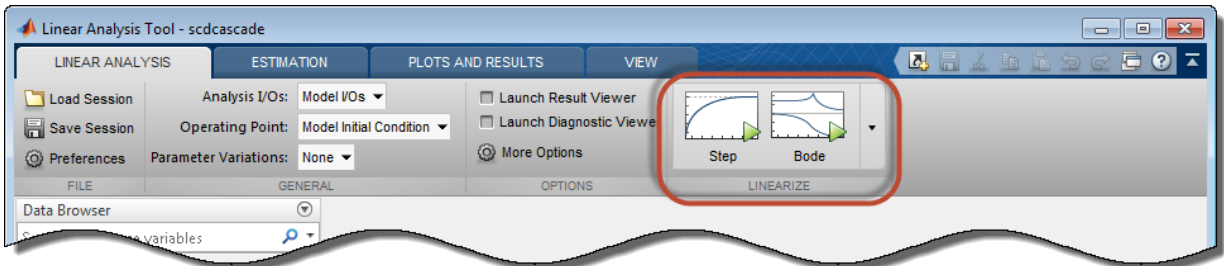 Linear Analysis Tool - scdcascade
LINEAR ANALYSIS ESTIMATION PLOTS AND RESULTS VIEW
Load Session Analysis I/Os: Model I/Os Launch Result Viewer
Save Session Operating Point: Model Initial Condition Launch Diagnostic Viewe
Preferences Parameter Variations: None More Options Step Bode
FILE GENERAL OPTIONS LINEARIZE
Data Browser
variables